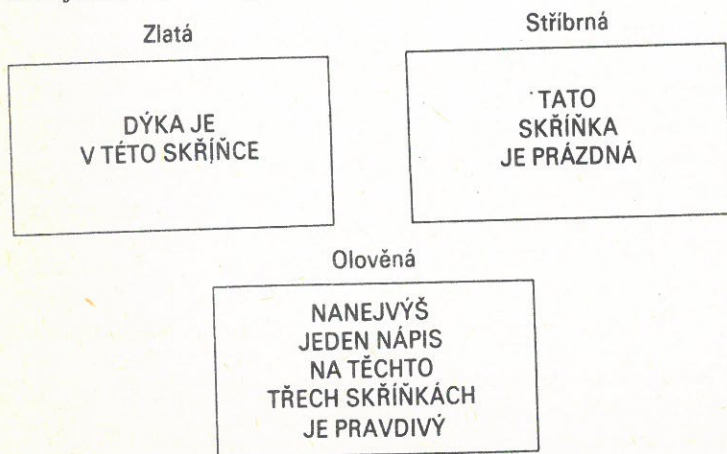 Zlatá
DÝKA JE
V TÉTO SKŘÍŇCE
Stříbrná
TATO
SKŘÍŇKA
JE PRÁZDNÁ
Olověná
NANEJVÝŠ
JEDEN NÁPIS
NA TĚCHTO
TŘECH SKŘÍŇKÁCH
JE PRAVDIVÝ